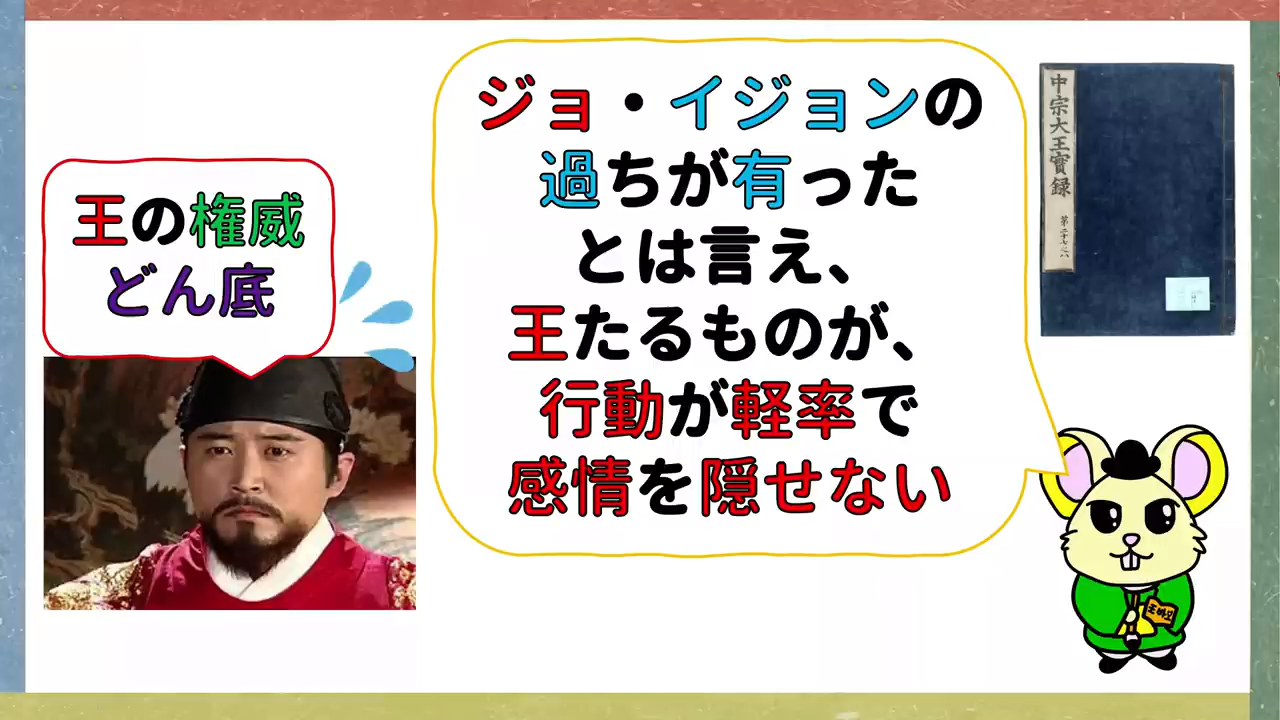 王の権威
どん底
ジョ・イジョンの
過ちが有った
とは言え、
王たるものが、
行動が軽率で
感情を隠せない
中宗大王實録